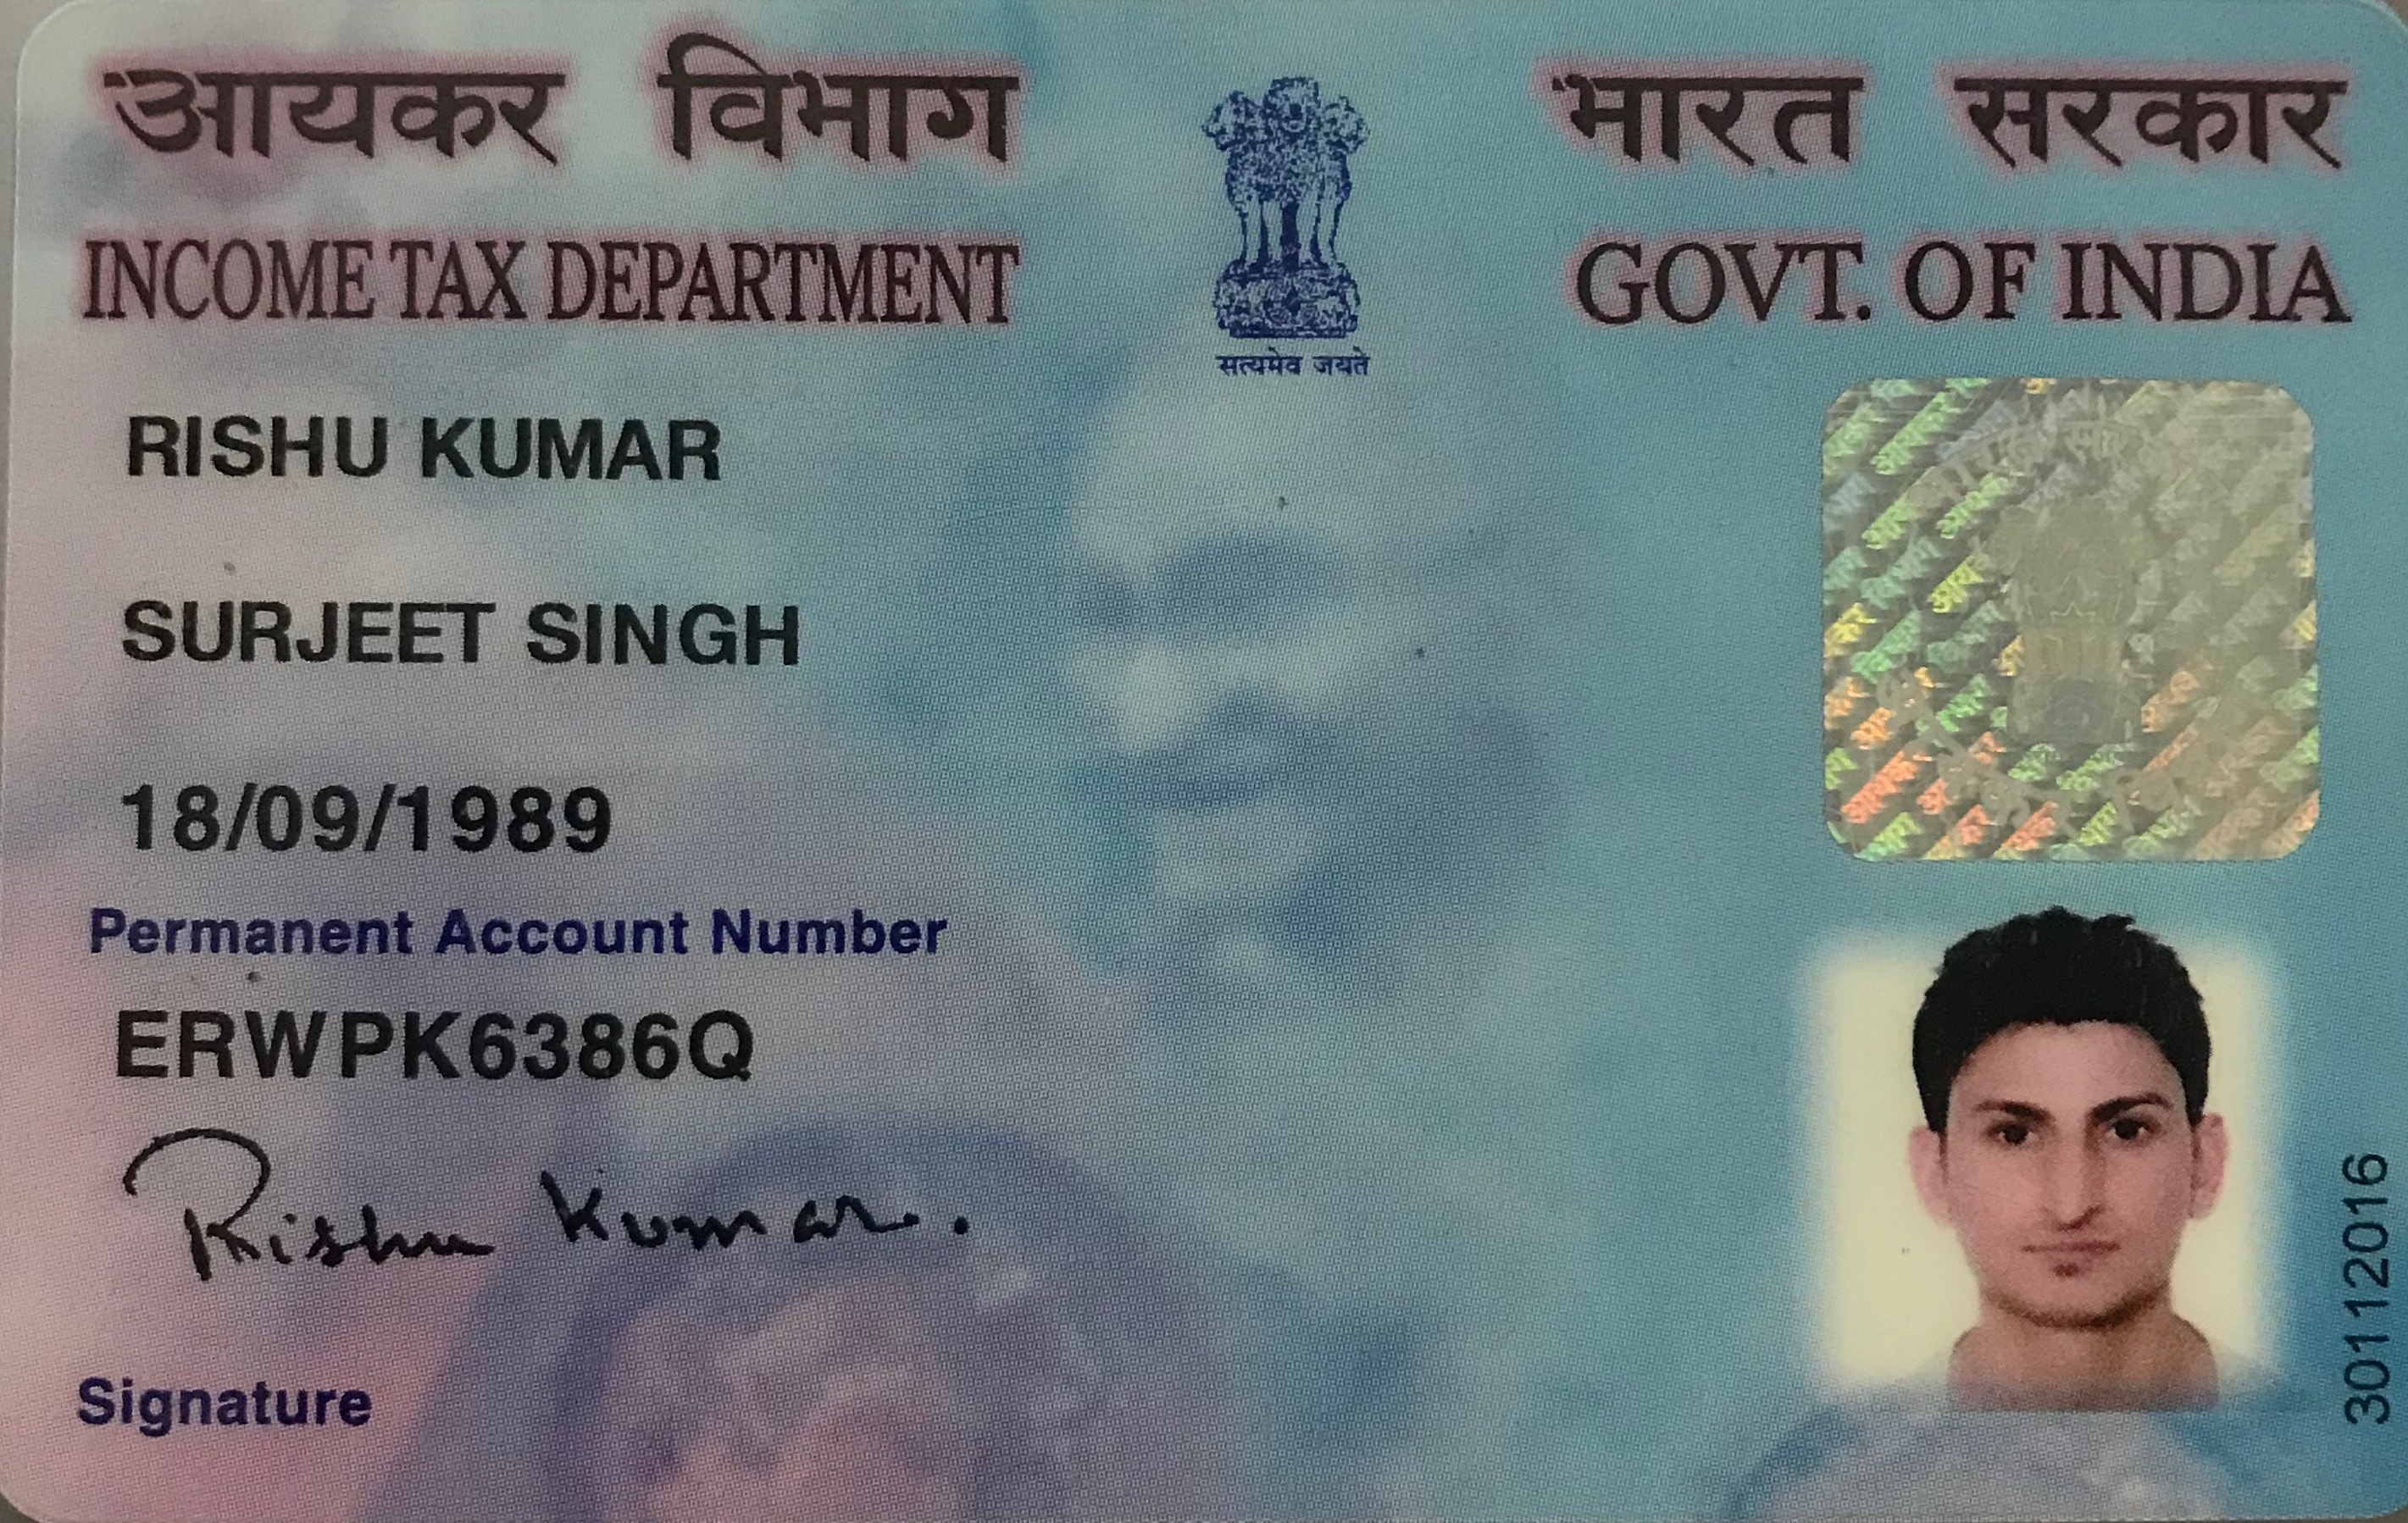 आयकर विभाग
INCOME TAX DEPARTMENT
सत्यमेव जयते
भारत सरकार
GOVT. OF INDIA
RISHU KUMAR
SURJEET SINGH
18/09/1989
Permanent Account Number
ERWPK6386Q
Rishu Kumar.
Signature
30112016